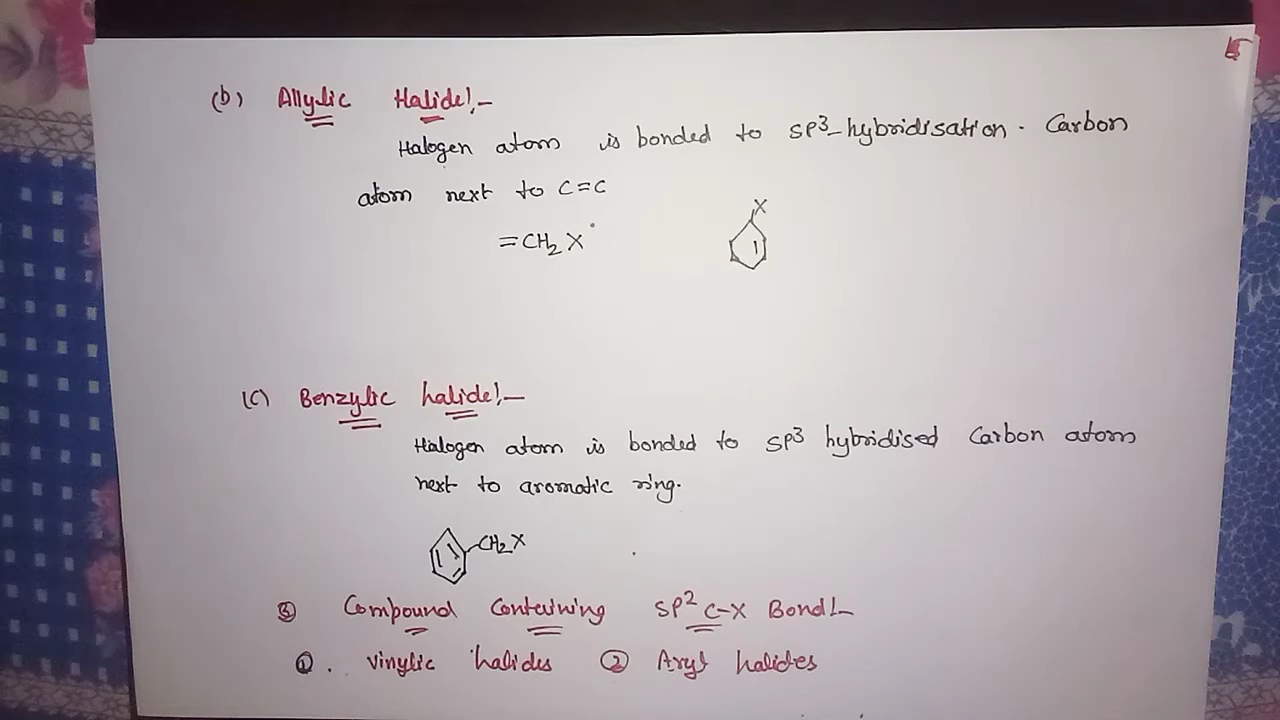 (b) Allylic Halide!-
Halogen atom is bonded to SP3-hybridisation. Carbon
atom next to C=C
X
=CH2X
(C) Benzylic halide!-
Halogen atom is bonded to SP3 hybridised Carbon atom
next to aromatic ring.
-CH2X
③ Compound Containing SP2 C-X Bond!-
①. Vinylic halides ② Aryl halides